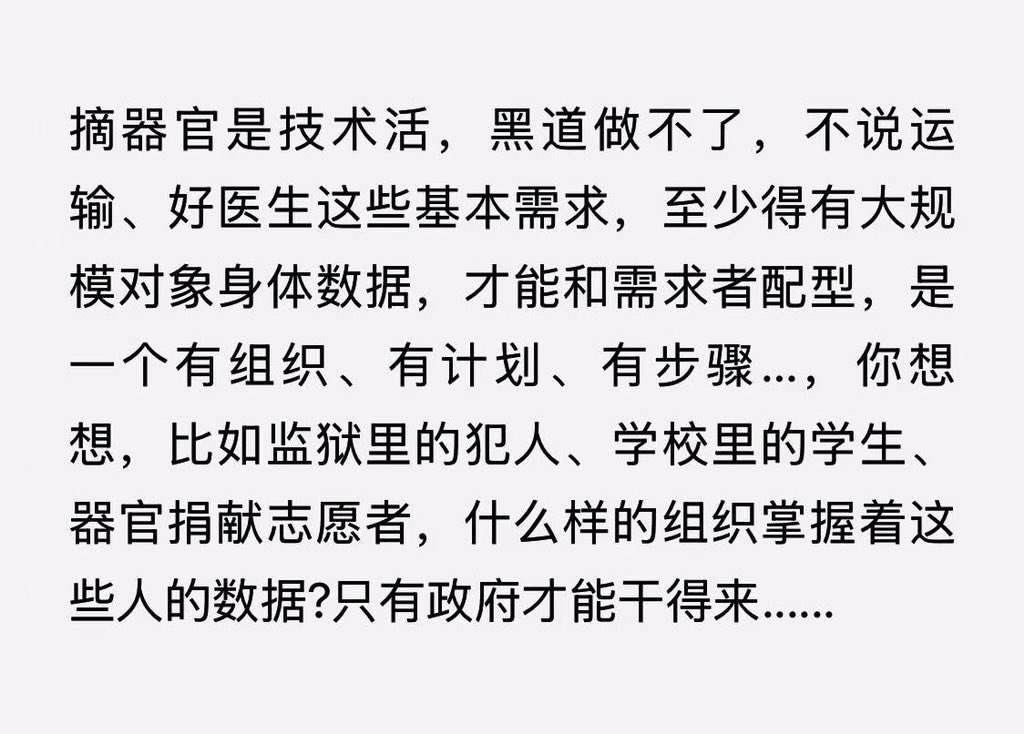 摘器官是技术活，黑道做不了，不说运
输、好医生这些基本需求，至少得有大规
模对象身体数据，才能和需求者配型，是
一个有组织、有计划、有步骤...，你想
想，比如监狱里的犯人、学校里的学生、
器官捐献志愿者，什么样的组织掌握着这
些人的数据?只有政府才能干得来......